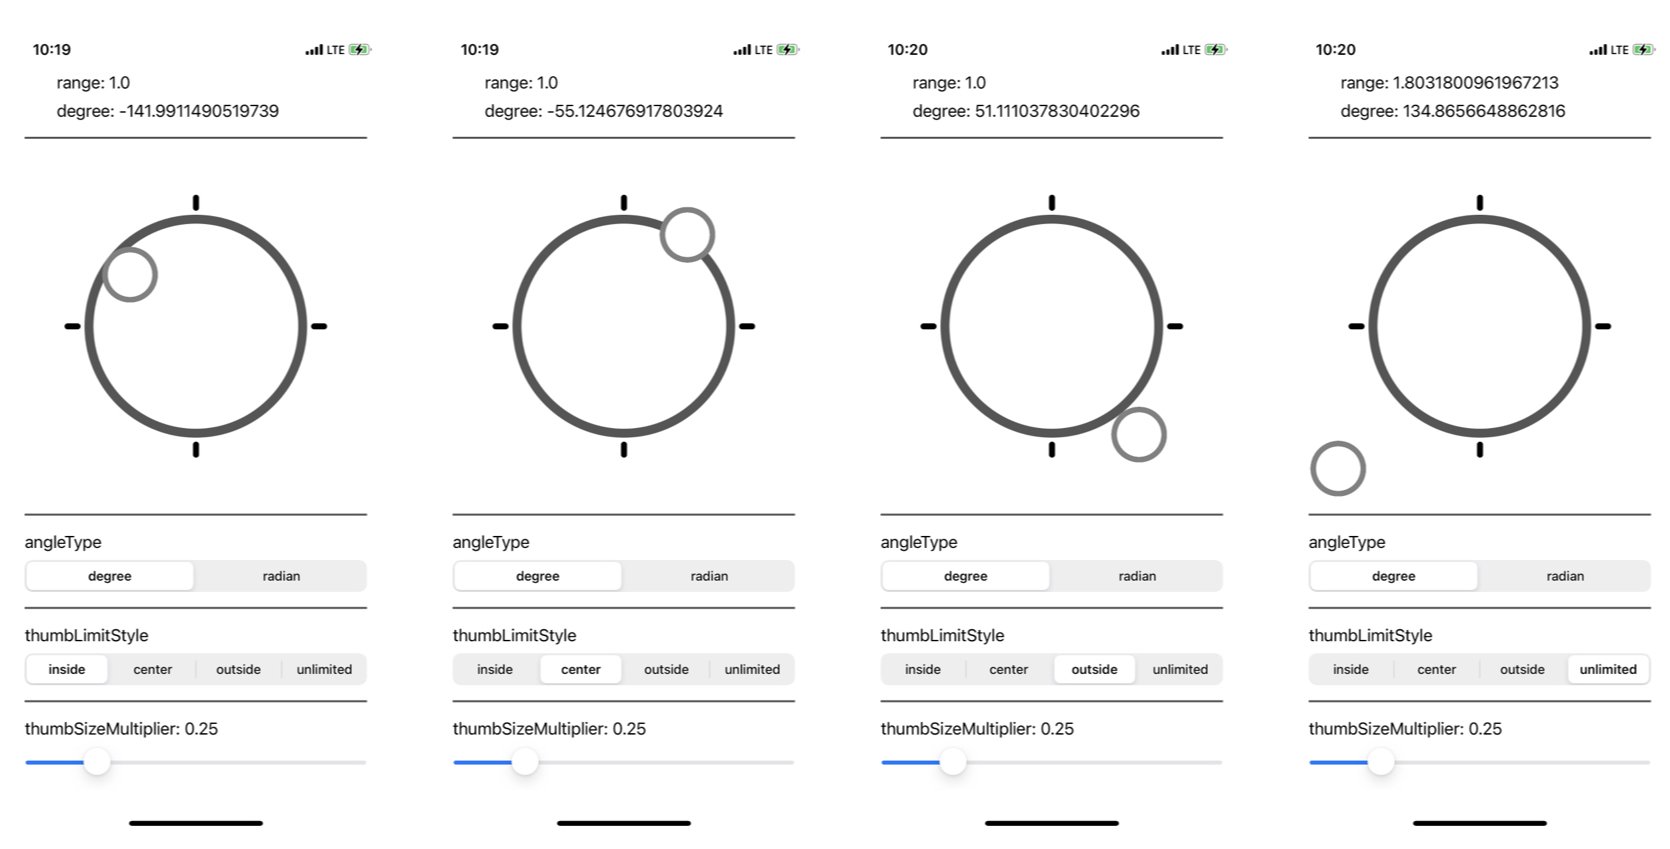 10:19 LTE
range: 1.0
degree: -141.9911490519739
angleType
degree radian
thumbLimitStyle
inside center outside unlimited
thumbSizeMultiplier: 0.25
10:19 LTE
range: 1.0
degree: -55.124676917803924
angleType
degree radian
thumbLimitStyle
inside center outside unlimited
thumbSizeMultiplier: 0.25
10:20 LTE
range: 1.0
degree: 51.111037830402296
angleType
degree radian
thumbLimitStyle
inside center outside unlimited
thumbSizeMultiplier: 0.25
10:20 LTE
range: 1.8031800961967213
degree: 134.8656648862816
angleType
degree radian
thumbLimitStyle
inside center outside unlimited
thumbSizeMultiplier: 0.25